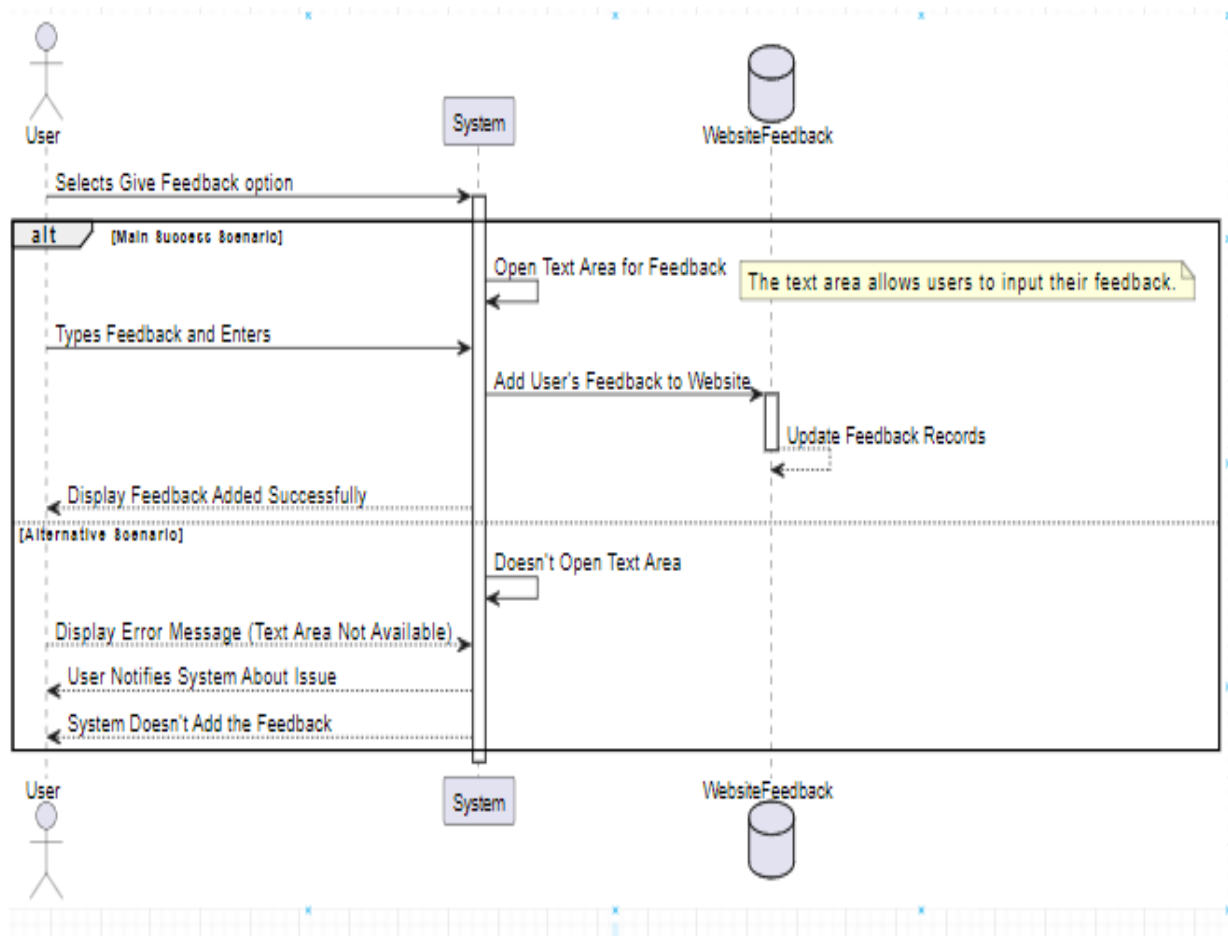 User
System
WebsiteFeedback
Selects Give Feedback option
alt
[Main Success Scenario]
Open Text Area for Feedback
The text area allows users to input their feedback.
Types Feedback and Enters
Add User's Feedback to Website
Update Feedback Records
Display Feedback Added Successfully
[Alternative Scenario]
Doesn't Open Text Area
Display Error Message (Text Area Not Available)
User Notifies System About Issue
System Doesn't Add the Feedback
User
System
WebsiteFeedback